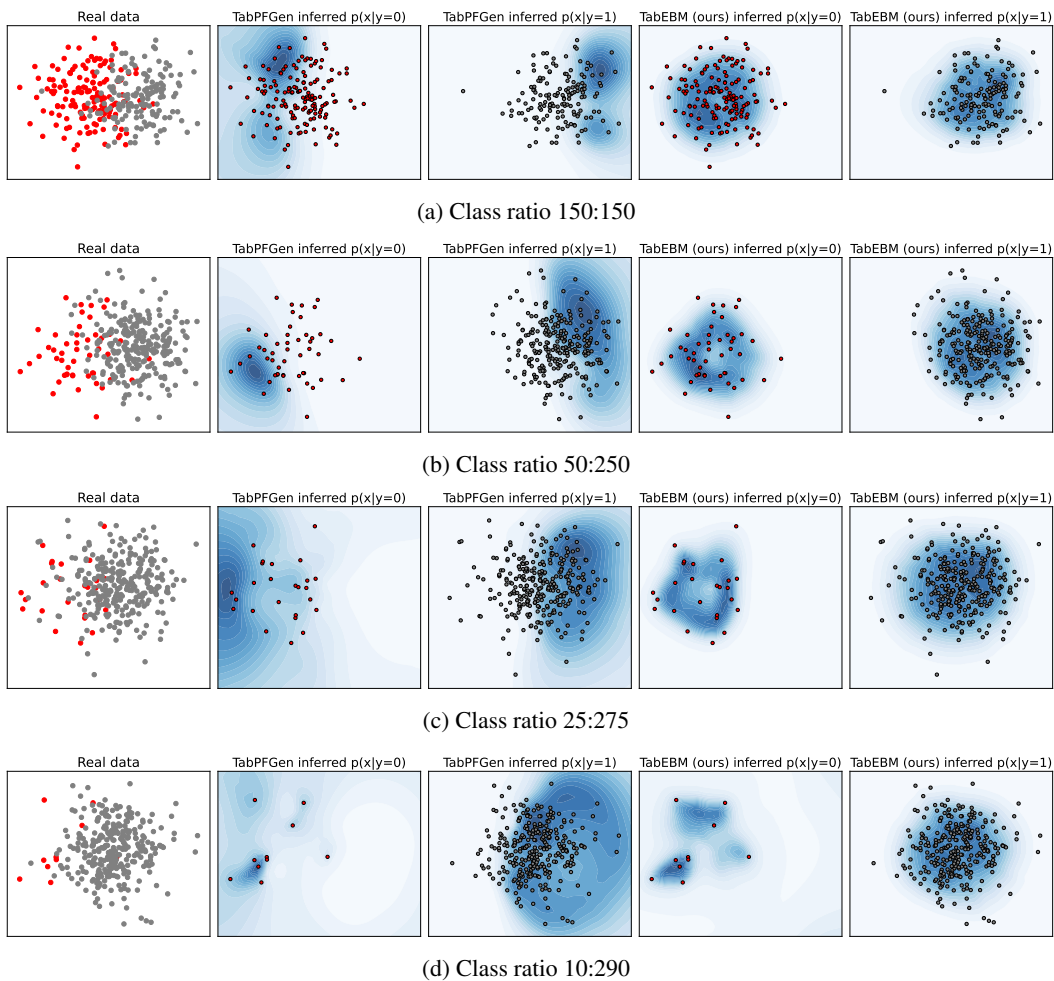 Real data
TabPFGen inferred p(x|y=0)
TabPFGen inferred p(x|y=1)
TabEBM (ours) inferred p(x|y=0)
TabEBM (ours) inferred p(x|y=1)
(a) Class ratio 150:150
Real data
TabPFGen inferred p(x|y=0)
TabPFGen inferred p(x|y=1)
TabEBM (ours) inferred p(x|y=0)
TabEBM (ours) inferred p(x|y=1)
(b) Class ratio 50:250
Real data
TabPFGen inferred p(x|y=0)
TabPFGen inferred p(x|y=1)
TabEBM (ours) inferred p(x|y=0)
TabEBM (ours) inferred p(x|y=1)
(c) Class ratio 25:275
Real data
TabPFGen inferred p(x|y=0)
TabPFGen inferred p(x|y=1)
TabEBM (ours) inferred p(x|y=0)
TabEBM (ours) inferred p(x|y=1)
(d) Class ratio 10:290